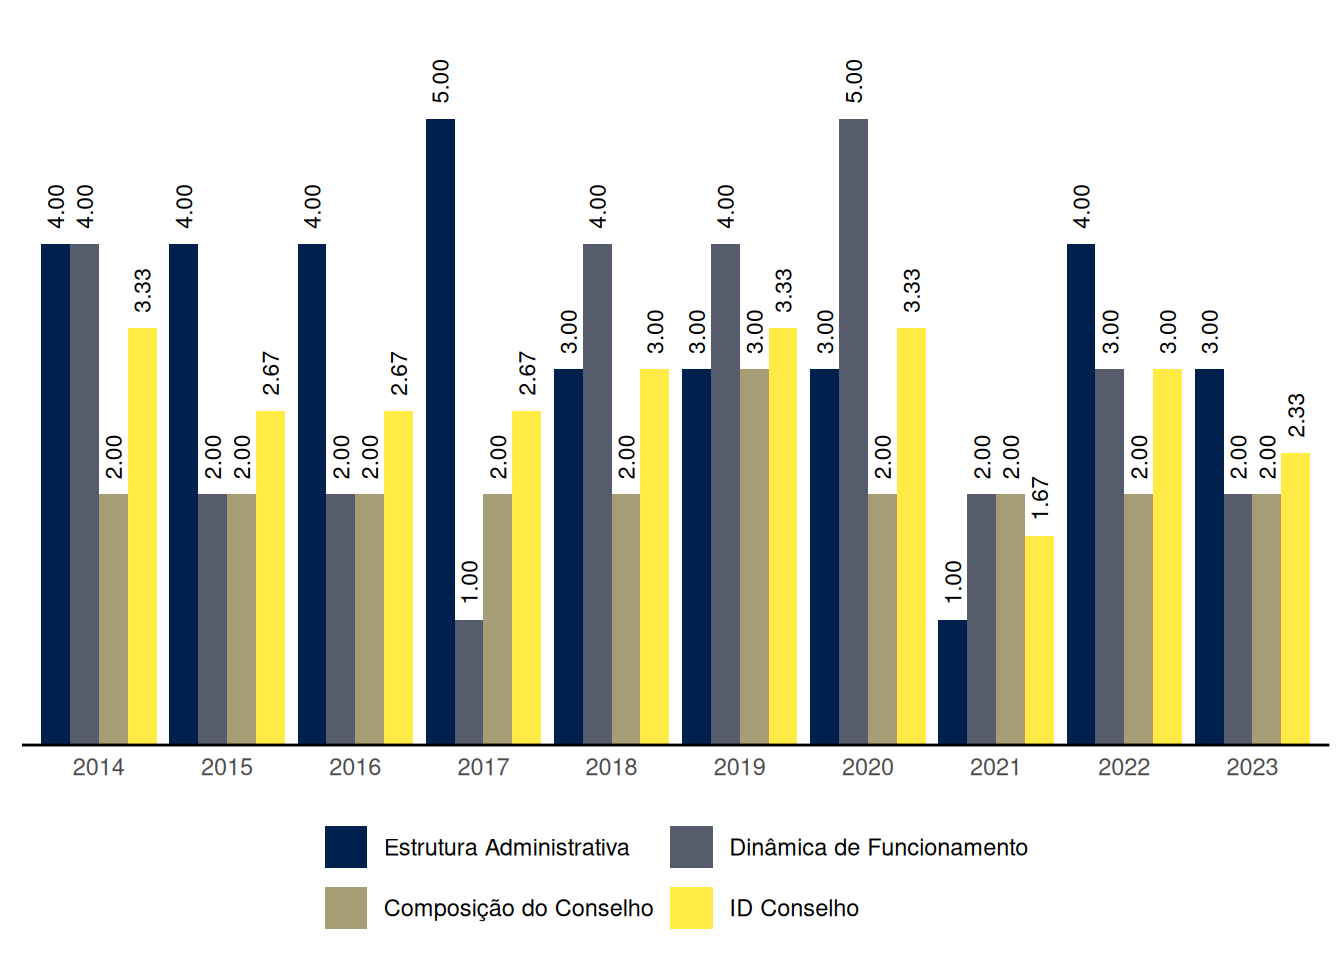 4.00 4.00 2.00 3.33
4.00 2.00 2.00 2.67
4.00 2.00 2.00 2.67
5.00 1.00 2.00 2.67
3.00 4.00 2.00 3.00
3.00 4.00 3.00 3.33
3.00 5.00 2.00 3.33
1.00 2.00 2.00 1.67
4.00 3.00 2.00 3.00
3.00 2.00 2.00 2.33
2014 2015 2016 2017 2018 2019 2020 2021 2022 2023
Estrutura Administrativa Dinâmica de Funcionamento
Composição do Conselho ID Conselho